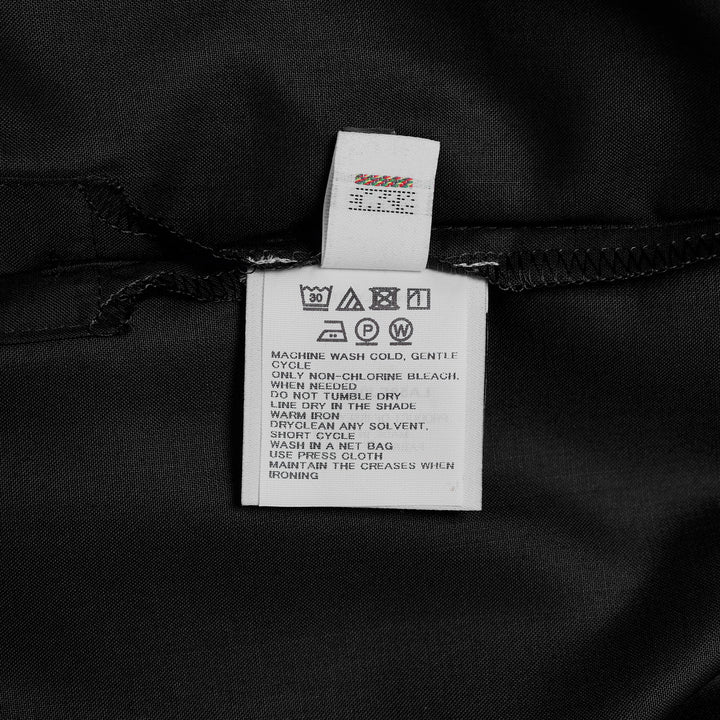 30
1
P
W
MACHINE WASH COLD, GENTLE
CYCLE
ONLY NON-CHLORINE BLEACH.
WHEN NEEDED
DO NOT TUMBLE DRY
LINE DRY IN THE SHADE
WARM IRON
DRYCLEAN ANY SOLVENT.
SHORT CYCLE
WASH IN A NET BAG
USE PRESS CLOTH
MAINTAIN THE CREASES WHEN
IRONING